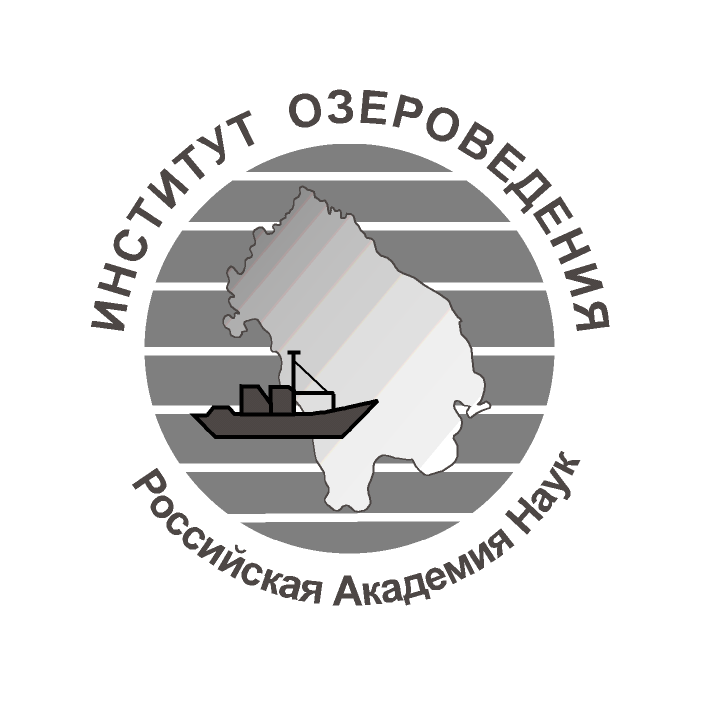 ИНСТИТУТ ОЗЕРОВЕДЕНИЯ
Российская Академия Наук